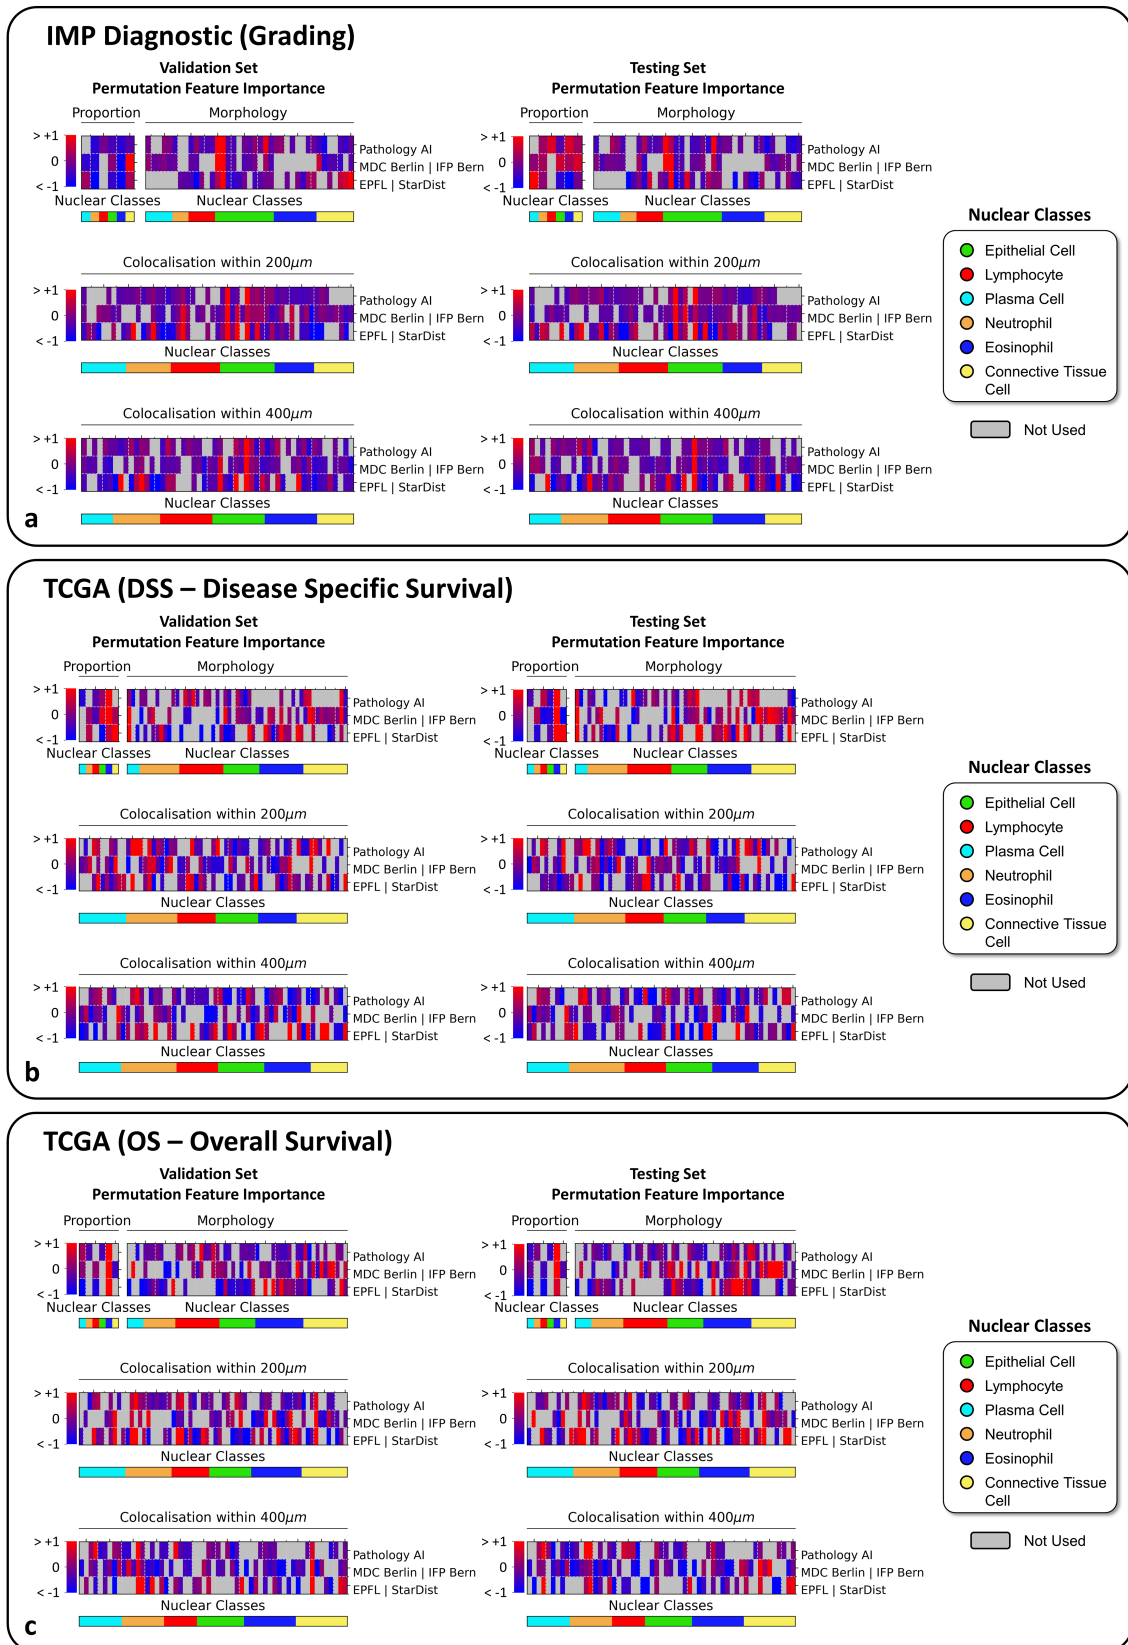 IMP Diagnostic (Grading)
Validation Set
Permutation Feature Importance
Testing Set
Permutation Feature Importance
Proportion
Morphology
> +1
0
< -1
Pathology AI
MDC Berlin | IFP Bern
EPFL | StarDist
Nuclear Classes
Nuclear Classes
Proportion
Morphology
> +1
0
< -1
Pathology AI
MDC Berlin | IFP Bern
EPFL | StarDist
Nuclear Classes
Nuclear Classes
Colocalisation within 200µm
> +1
0
< -1
Pathology AI
MDC Berlin | IFP Bern
EPFL | StarDist
Nuclear Classes
Colocalisation within 200µm
> +1
0
< -1
Pathology AI
MDC Berlin | IFP Bern
EPFL | StarDist
Nuclear Classes
Colocalisation within 400µm
> +1
0
< -1
Pathology AI
MDC Berlin | IFP Bern
EPFL | StarDist
Nuclear Classes
Colocalisation within 400µm
> +1
0
< -1
Pathology AI
MDC Berlin | IFP Bern
EPFL | StarDist
Nuclear Classes
Nuclear Classes
Epithelial Cell
Lymphocyte
Plasma Cell
Neutrophil
Eosinophil
Connective Tissue
Cell
Not Used
a
TCGA (DSS – Disease Specific Survival)
Validation Set
Permutation Feature Importance
Testing Set
Permutation Feature Importance
Proportion
Morphology
> +1
0
< -1
Pathology AI
MDC Berlin | IFP Bern
EPFL | StarDist
Nuclear Classes
Nuclear Classes
Proportion
Morphology
> +1
0
< -1
Pathology AI
MDC Berlin | IFP Bern
EPFL | StarDist
Nuclear Classes
Nuclear Classes
Colocalisation within 200µm
> +1
0
< -1
Pathology AI
MDC Berlin | IFP Bern
EPFL | StarDist
Nuclear Classes
Colocalisation within 200µm
> +1
0
< -1
Pathology AI
MDC Berlin | IFP Bern
EPFL | StarDist
Nuclear Classes
Colocalisation within 400µm
> +1
0
< -1
Pathology AI
MDC Berlin | IFP Bern
EPFL | StarDist
Nuclear Classes
Colocalisation within 400µm
> +1
0
< -1
Pathology AI
MDC Berlin | IFP Bern
EPFL | StarDist
Nuclear Classes
Nuclear Classes
Epithelial Cell
Lymphocyte
Plasma Cell
Neutrophil
Eosinophil
Connective Tissue
Cell
Not Used
b
TCGA (OS – Overall Survival)
Validation Set
Permutation Feature Importance
Testing Set
Permutation Feature Importance
Proportion
Morphology
> +1
0
< -1
Pathology AI
MDC Berlin | IFP Bern
EPFL | StarDist
Nuclear Classes
Nuclear Classes
Proportion
Morphology
> +1
0
< -1
Pathology AI
MDC Berlin | IFP Bern
EPFL | StarDist
Nuclear Classes
Nuclear Classes
Colocalisation within 200µm
> +1
0
< -1
Pathology AI
MDC Berlin | IFP Bern
EPFL | StarDist
Nuclear Classes
Colocalisation within 200µm
> +1
0
< -1
Pathology AI
MDC Berlin | IFP Bern
EPFL | StarDist
Nuclear Classes
Colocalisation within 400µm
> +1
0
< -1
Pathology AI
MDC Berlin | IFP Bern
EPFL | StarDist
Nuclear Classes
Colocalisation within 400µm
> +1
0
< -1
Pathology AI
MDC Berlin | IFP Bern
EPFL | StarDist
Nuclear Classes
Nuclear Classes
Epithelial Cell
Lymphocyte
Plasma Cell
Neutrophil
Eosinophil
Connective Tissue
Cell
Not Used
c